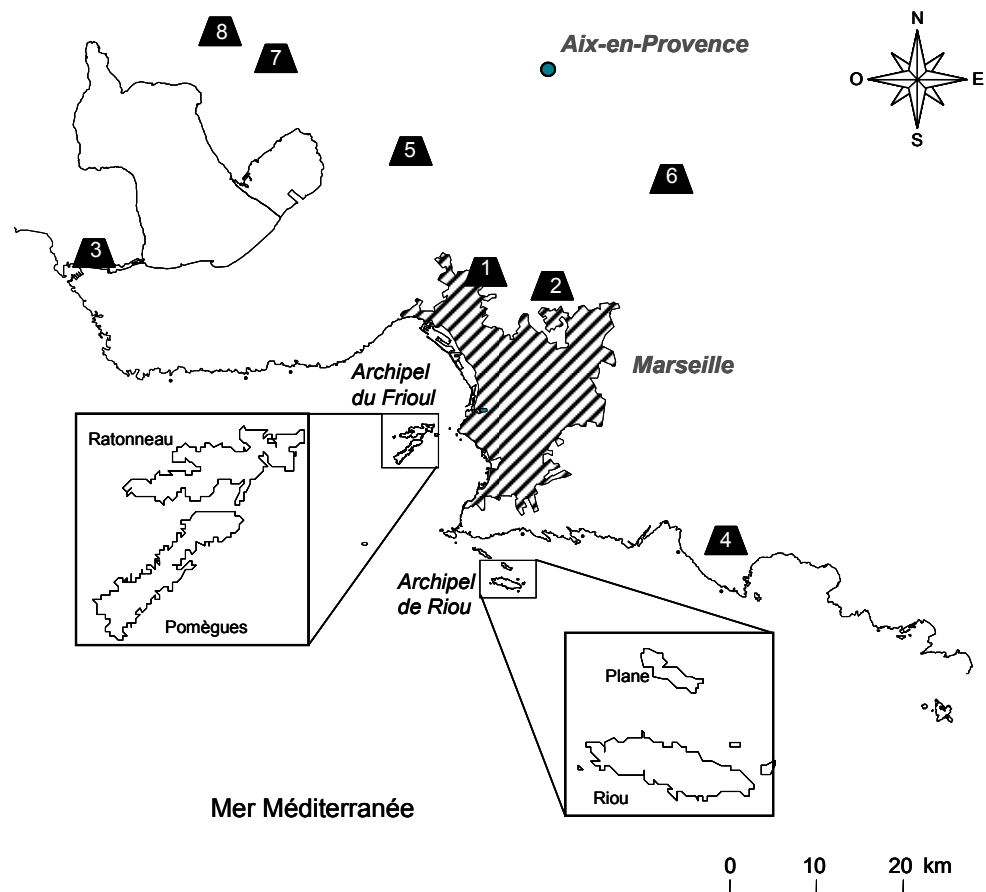 8
7
Aix-en-Provence
N
O
E
S
5
6
3
1
2
Marseille
Archipel
du Frioul
Ratonneau
Pomègues
4
Archipel
de Riou
Plane
Riou
Mer Méditerranée
0 10 20 km